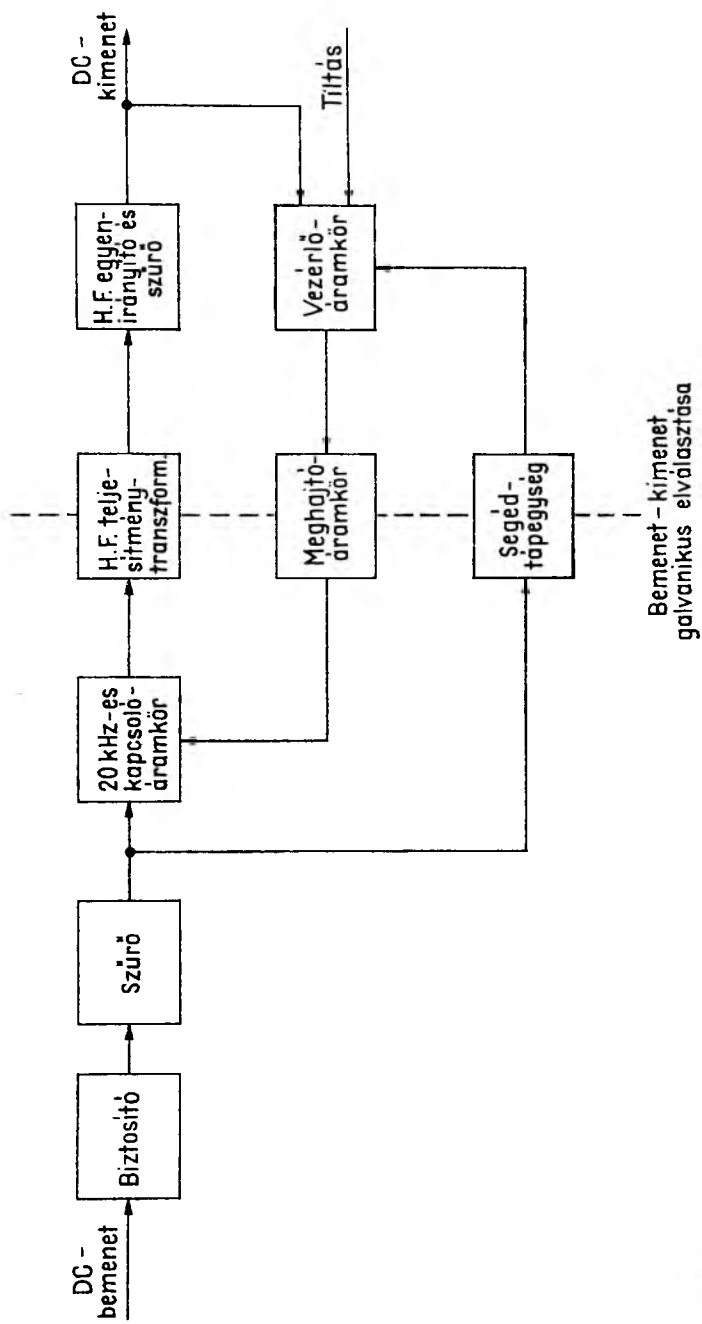 DC-
bemenet
Biztosító
Szűrő
20 kHz-es
kapcsoló-
áramkör
H.F. telje-
sítmény-
transzform.
H.F. egyen-
irányító és
szűrő
DC-
kimenet
Meghajtó-
áramkör
Vezérlő-
áramkör
Tiltás
Segéd-
tápegység
Bemenet-kimenet
galvanikus elválasztása